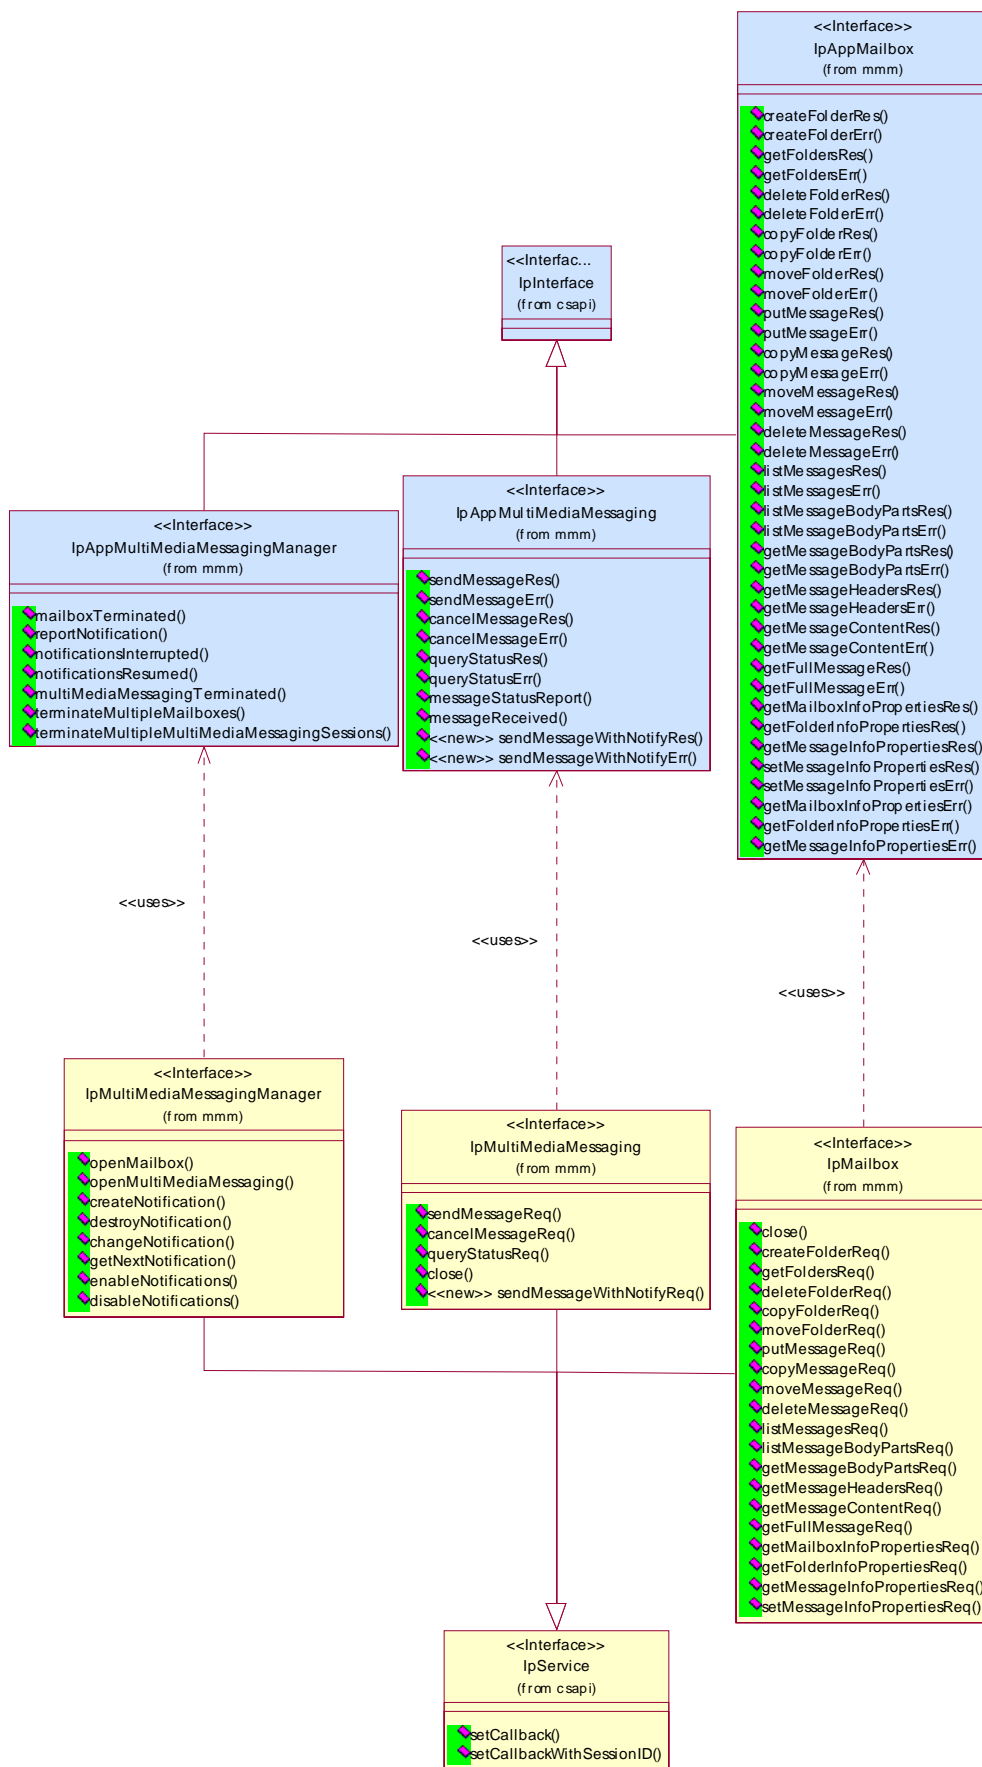 <<Interface>>
IpAppMailbox
(from mmm)
createFolderRes()
createFolderErr()
getFoldersRes()
getFoldersErr()
deleteFolderRes()
deleteFolderErr()
copyFolderRes()
copyFolderErr()
moveFolderRes()
moveFolderErr()
putMessageRes()
putMessageErr()
copyMessageRes()
copyMessageErr()
moveMessageRes()
moveMessageErr()
deleteMessageRes()
deleteMessageErr()
listMessagesRes()
listMessagesErr()
listMessageBodyPartsRes()
listMessageBodyPartsErr()
getMessageBodyPartsRes()
getMessageBodyPartsErr()
getMessageHeadersRes()
getMessageHeadersErr()
getMessageContentRes()
getMessageContentErr()
getFullMessageRes()
getFullMessageErr()
getMailboxInfoPropertiesRes()
getFolderInfoPropertiesRes()
getMessageInfoPropertiesRes()
setMessageInfoPropertiesRes()
setMessageInfoPropertiesErr()
getMailboxInfoPropertiesErr()
getFolderInfoPropertiesErr()
getMessageInfoPropertiesErr()
<<Interfac...
IpInterface
(from csapi)
<<Interface>>
IpAppMultiMediaMessagingManager
(from mmm)
mailboxTerminated()
reportNotification()
notificationsInterrupted()
notificationsResumed()
multiMediaMessagingTerminated()
terminateMultipleMailboxes()
terminateMultipleMultiMediaMessagingSessions()
<<Interface>>
IpAppMultiMediaMessaging
(from mmm)
sendMessageRes()
sendMessageErr()
cancelMessageRes()
cancelMessageErr()
queryStatusRes()
queryStatusErr()
messageStatusReport()
messageReceived()
<<new>> sendMessageWithNotifyRes()
<<new>> sendMessageWithNotifyErr()
<<uses>>
<<uses>>
<<uses>>
<<Interface>>
IpMultiMediaMessagingManager
(from mmm)
openMailbox()
openMultiMediaMessaging()
createNotification()
destroyNotification()
changeNotification()
getNextNotification()
enableNotifications()
disableNotifications()
<<Interface>>
IpMultiMediaMessaging
(from mmm)
sendMessageReq()
cancelMessageReq()
queryStatusReq()
close()
<<new>> sendMessageWithNotifyReq()
<<Interface>>
IpMailbox
(from mmm)
close()
createFolderReq()
getFoldersReq()
deleteFolderReq()
copyFolderReq()
moveFolderReq()
putMessageReq()
copyMessageReq()
moveMessageReq()
deleteMessageReq()
listMessagesReq()
listMessageBodyPartsReq()
getMessageBodyPartsReq()
getMessageHeadersReq()
getMessageContentReq()
getFullMessageReq()
getMailboxInfoPropertiesReq()
getFolderInfoPropertiesReq()
getMessageInfoPropertiesReq()
setMessageInfoPropertiesReq()
<<Interface>>
IpService
(from csapi)
setCallback()
setCallbackWithSessionID()